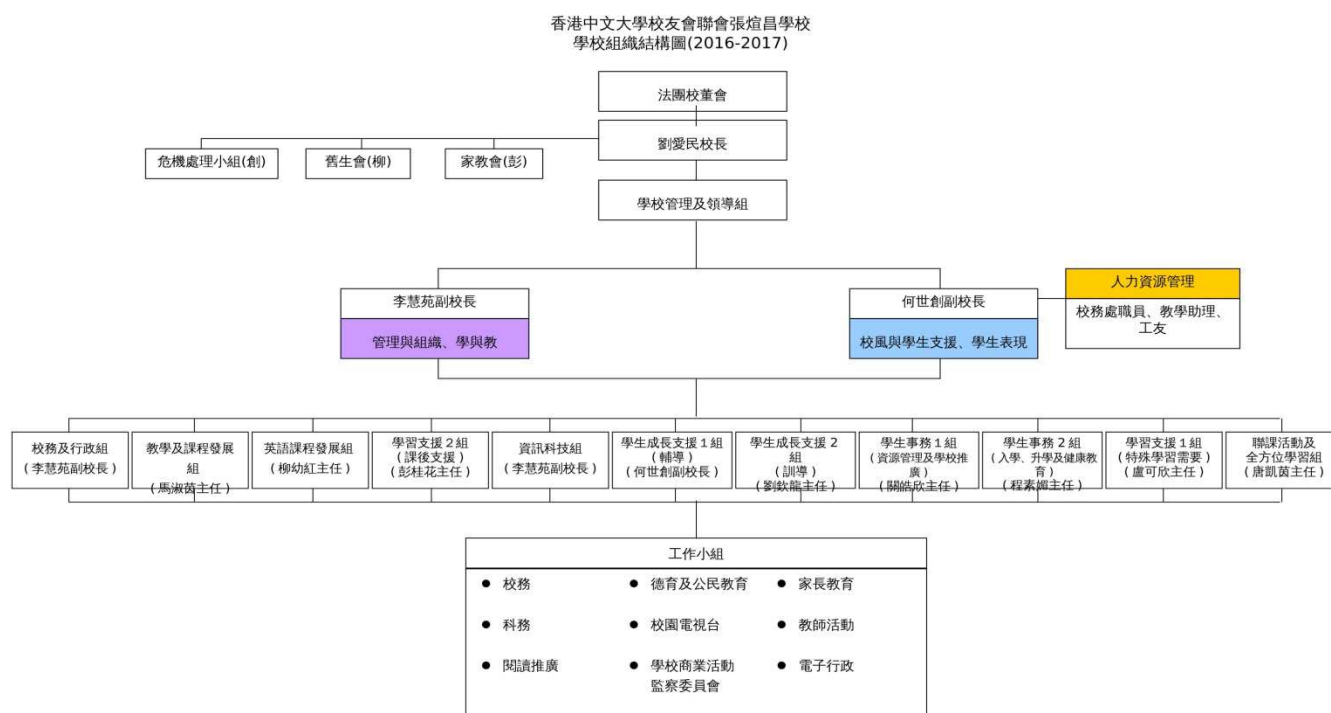 香港中文大學校友會聯會張煊昌學校
學校組織結構圖(2016-2017)
法團校董會
劉愛民校長
危機處理小組(創)
舊生會(柳)
家教會(彭)
學校管理及領導組
李慧苑副校長
管理與組織、學與教
何世創副校長
校風與學生支援、學生表現
人力資源管理
校務處職員、教學助理、
工友
校務及行政組
( 李慧苑副校長 )
教學及課程發展
組
( 馬淑茵主任 )
英語課程發展組
( 柳幼紅主任 )
學習支援２組
( 課後支援 )
( 彭桂花主任 )
資訊科技組
( 李慧苑副校長 )
學生成長支援１組
( 輔導 )
( 何世創副校長 )
學生成長支援２
組
( 訓導 )
( 劉欽龍主任 )
學生事務１組
( 資源管理及學校推
廣 )
( 關皓欣主任 )
學生事務２組
( 入學、升學及健康教
育 )
( 程素媚主任 )
學習支援１組
( 特殊學習需要 )
( 盧可欣主任 )
聯課活動及
全方位學習組
( 唐凱茵主任 )
工作小組
● 校務
● 德育及公民教育
● 家長教育
● 科務
● 校園電視台
● 教師活動
● 閱讀推廣
● 學校商業活動
監察委員會
● 電子行政